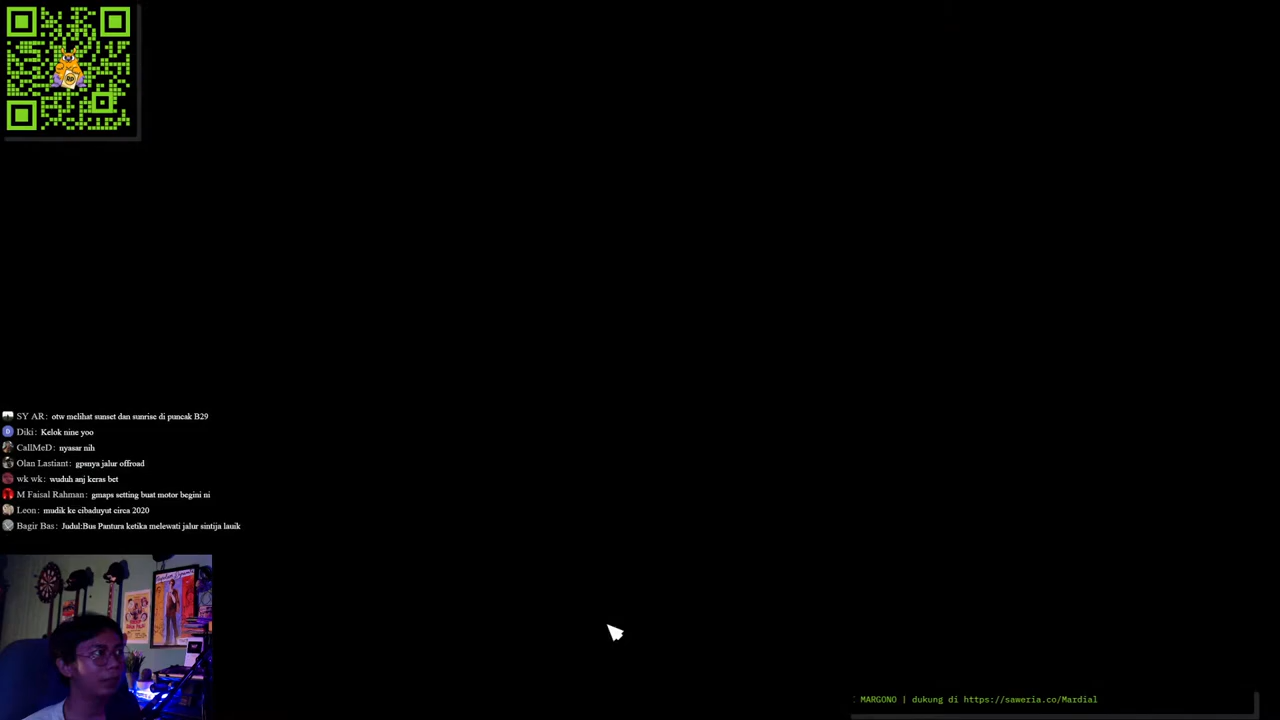 SY AR: otw melihat sunset dan sunrise di puncak B29
Diki: Kelok nine yoo
CallMeD: nyasar nih
Olan Lastiant: gpsnya jalur offroad
wk wk: wuduh anj keras bet
M Faisal Rahman: gmaps setting buat motor begini ni
Leon: mudik ke cibaduyut circa 2020
Bagir Bas: Judul:Bus Pantura ketika melewati jalur sintija lauik
MARGONO | dukung di https://saweria.co/Mardial